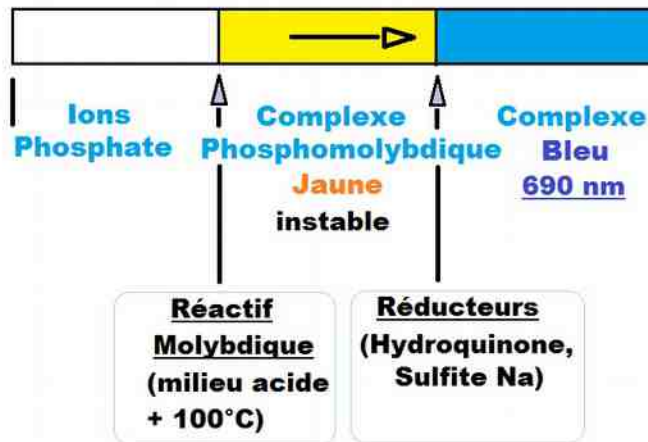 Ions
Phosphate
Complexe
Phosphomolybdique
Jaune
instable
Complexe
Bleu
690 nm
Réactif
Molybdique
(milieu acide
+ 100°C)
Réducteurs
(Hydroquinone,
Sulfite Na)